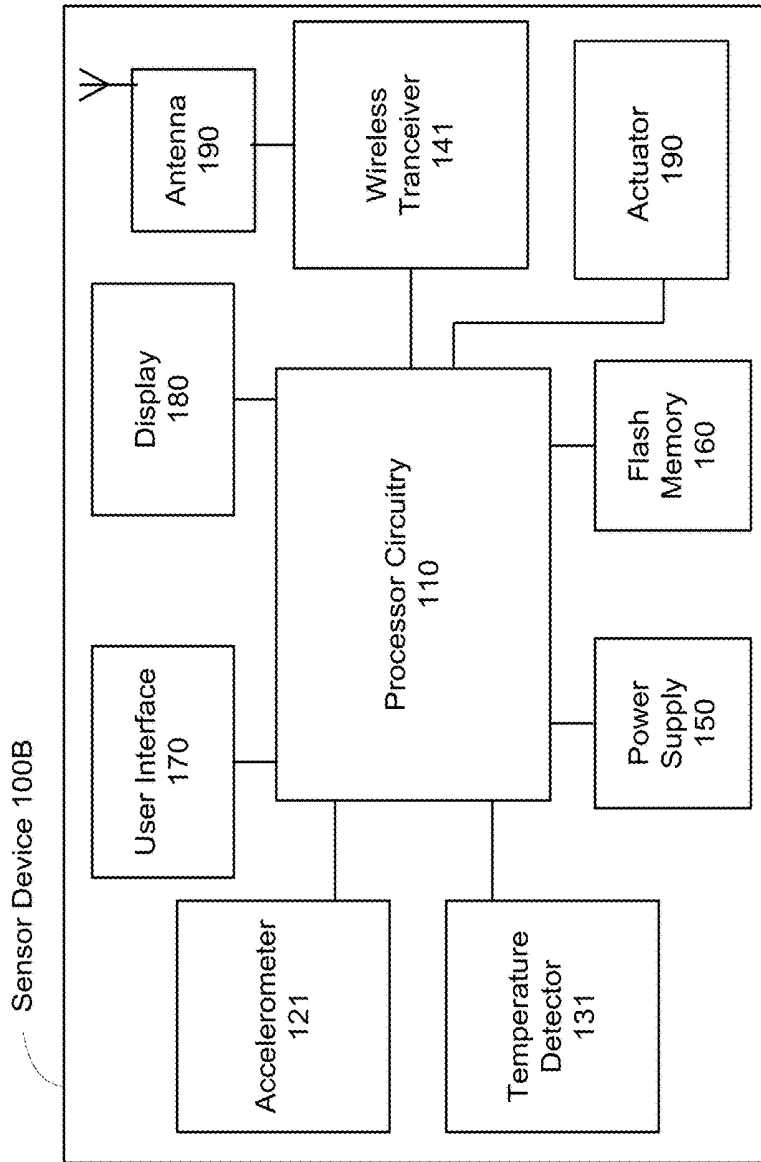 Sensor Device 100B
User Interface
170
Display
180
Antenna
190
Accelerometer
121
Processor Circuitry
110
Wireless
Tranceiver
141
Temperature
Detector
131
Power
Supply
150
Flash
Memory
160
Actuator
190